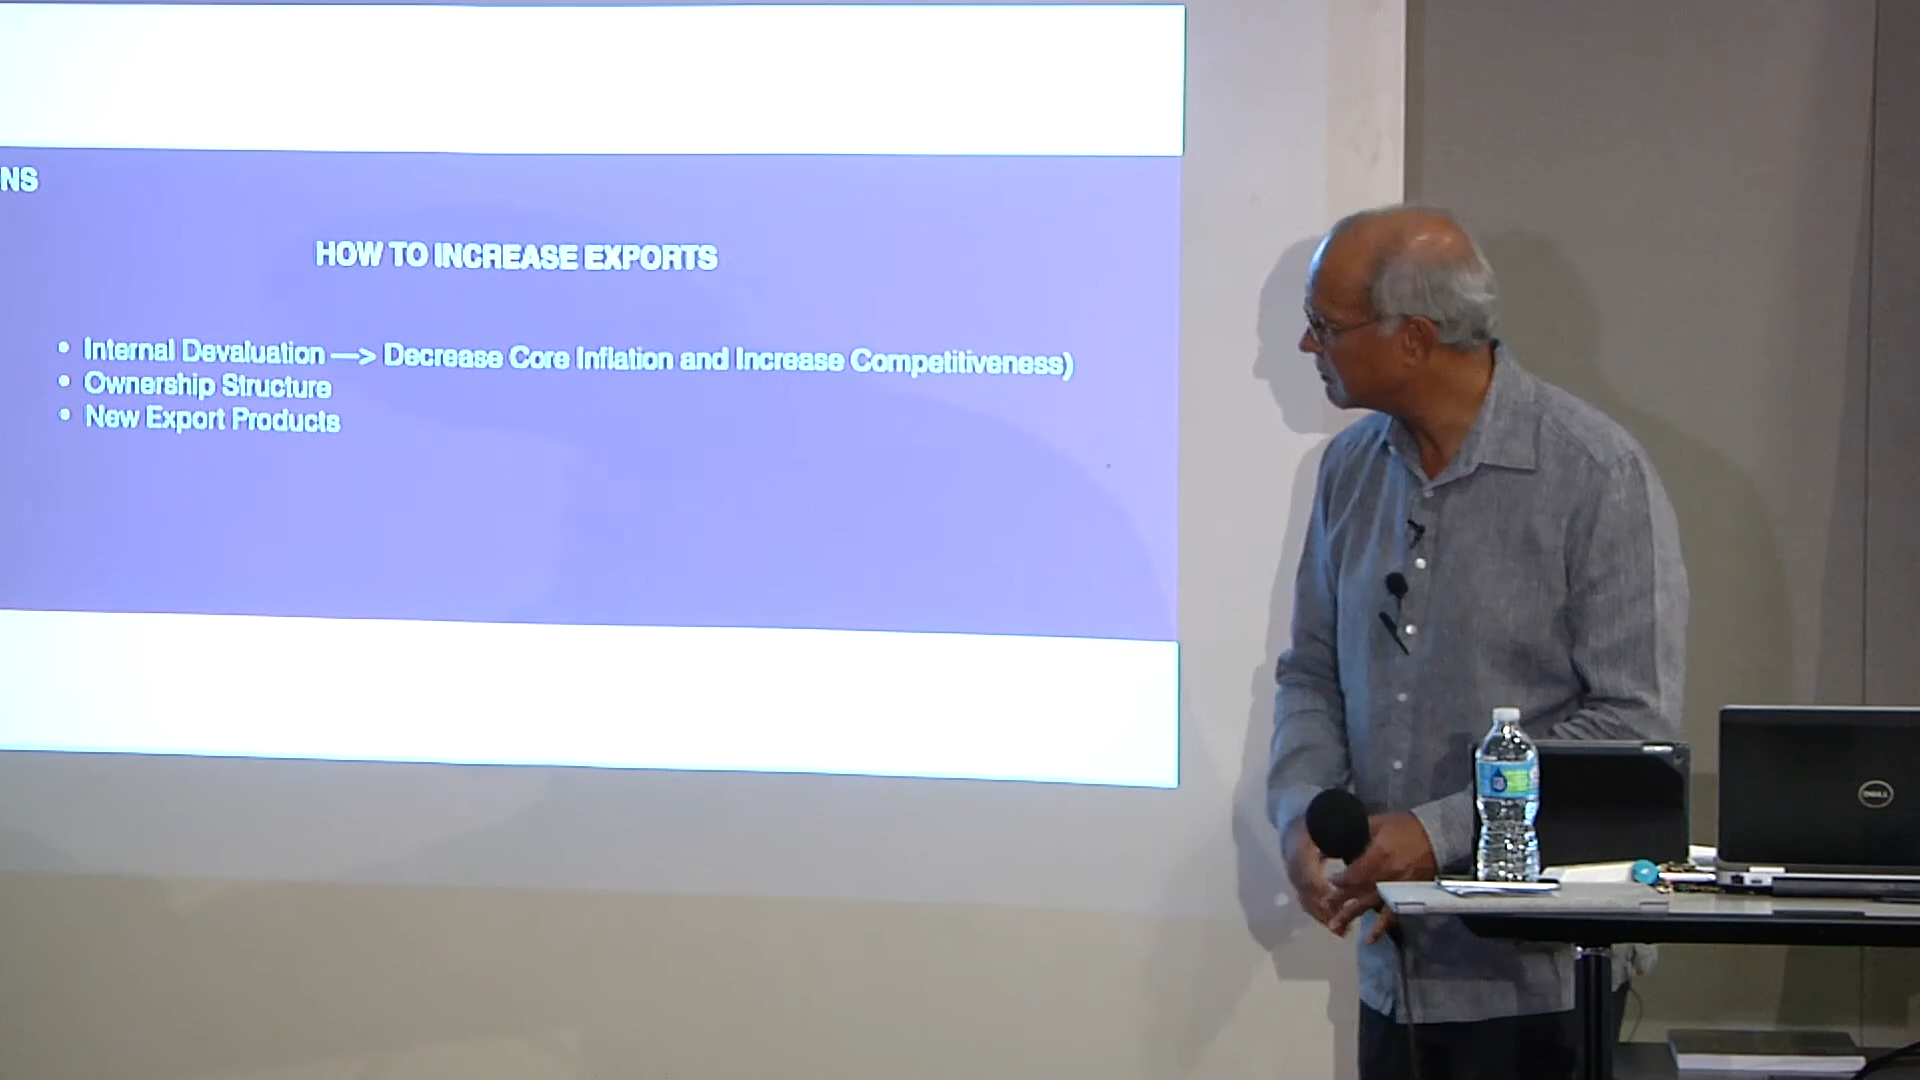 NS
HOW TO INCREASE EXPORTS
• Internal Devaluation —> Decrease Core Inflation and Increase Competitiveness)
• Ownership Structure
• New Export Products
DELL